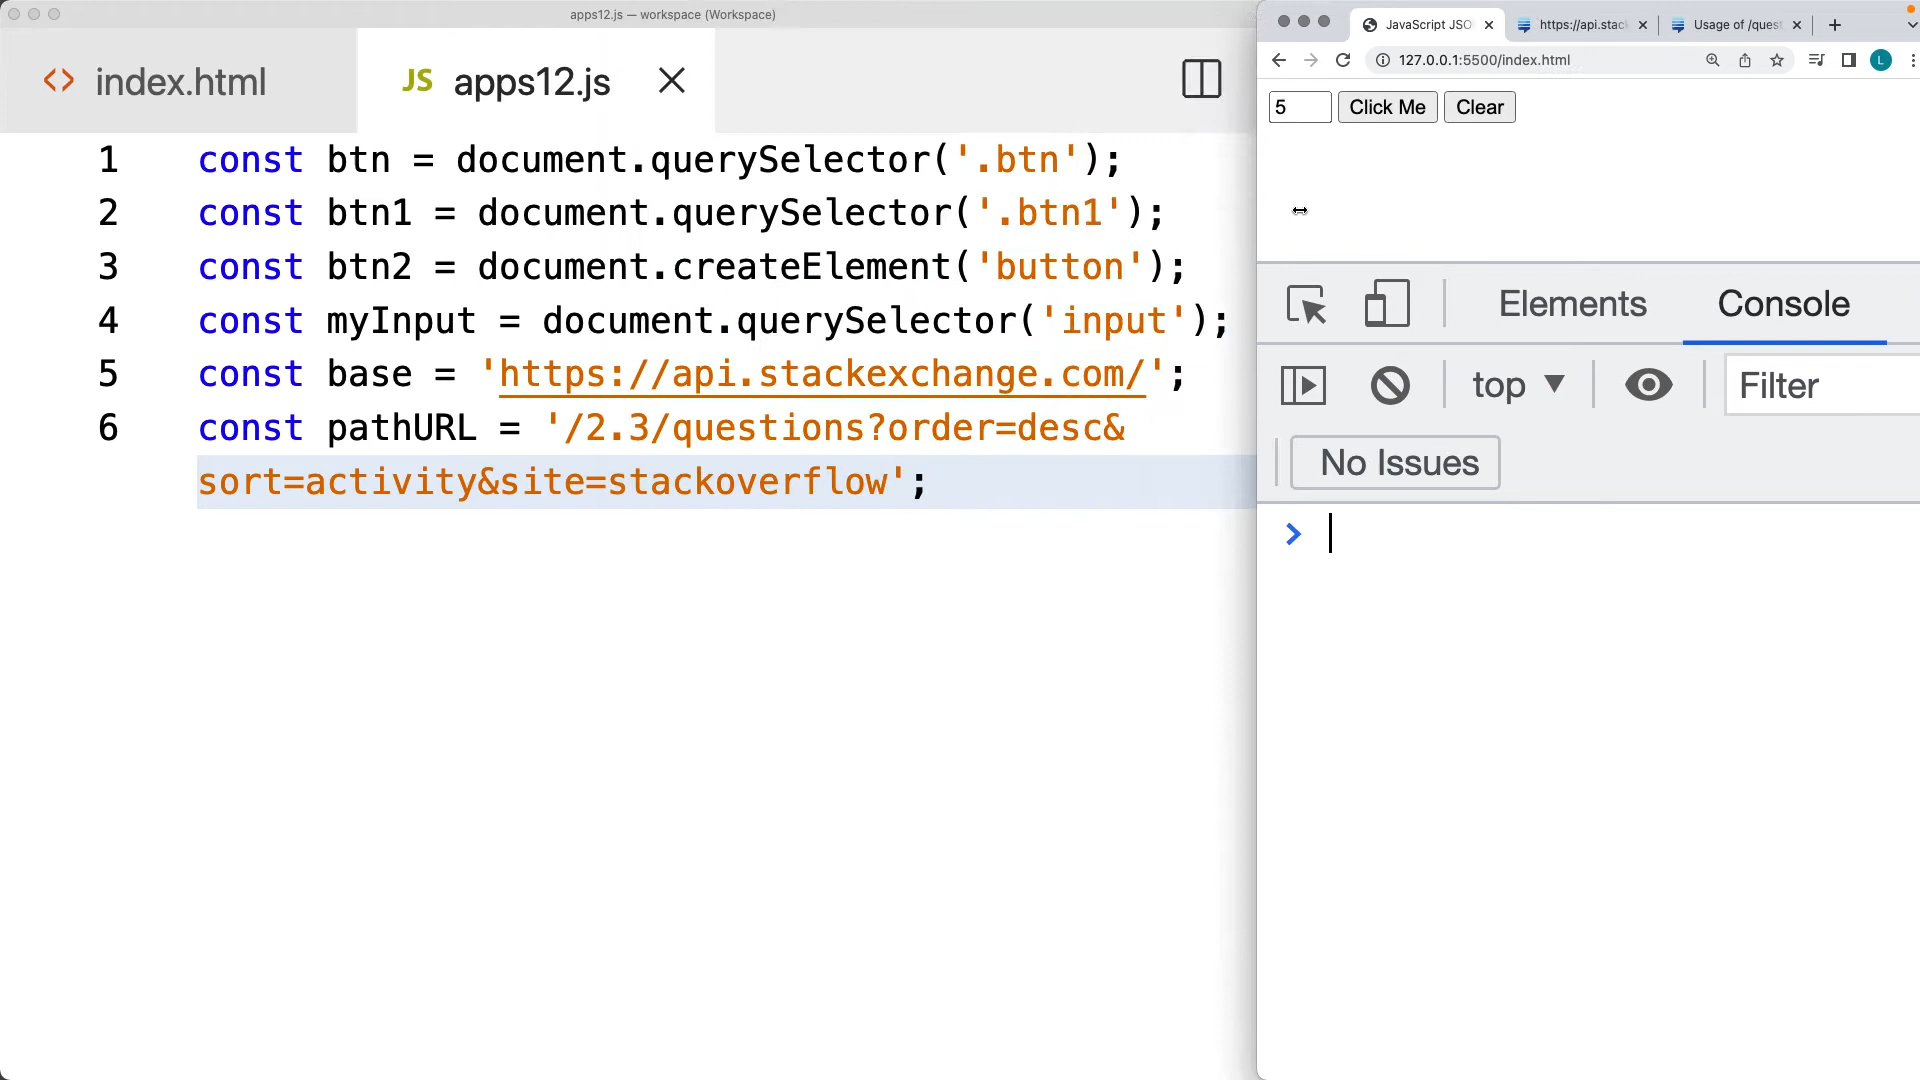 apps12.js — workspace (Workspace)
index.html
JS apps12.js
1 const btn = document.querySelector('.btn');
2 const btn1 = document.querySelector('.btn1');
3 const btn2 = document.createElement('button');
4 const myInput = document.querySelector('input');
5 const base = 'https://api.stackexchange.com/';
6 const pathURL = '/2.3/questions?order=desc&
sort=activity&site=stackoverflow';
JavaScript JSO
https://api.stack
Usage of /quest
127.0.0.1:5500/index.html
L
5 Click Me Clear
Elements Console
top Filter
No Issues